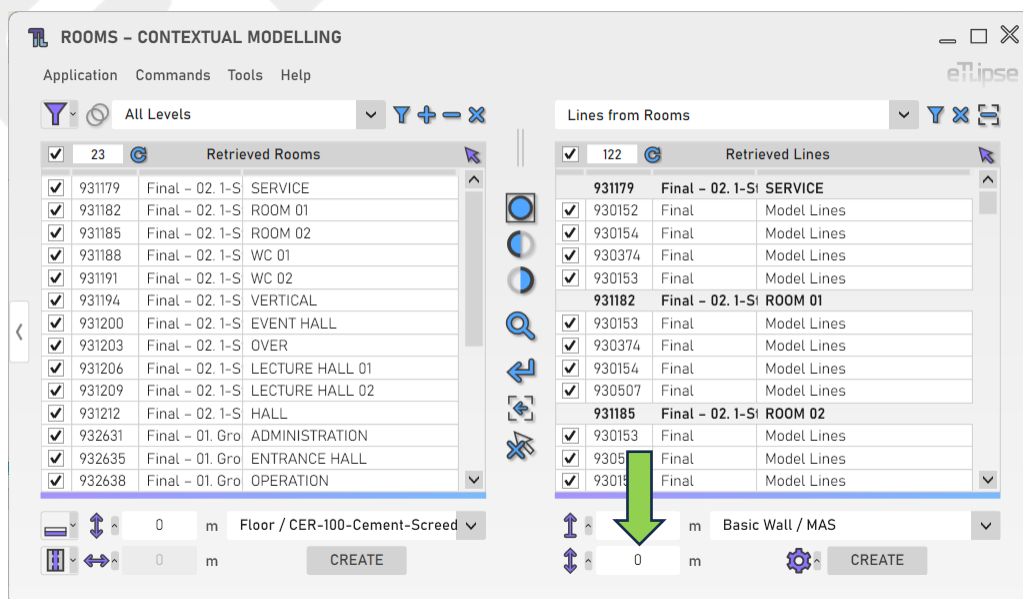 ROOMS – CONTEXTUAL MODELLING
Application Commands Tools Help
eTLipse
All Levels
Lines from Rooms
23 Retrieved Rooms
122 Retrieved Lines
931179 Final – 02. 1-S SERVICE
931182 Final – 02. 1-S ROOM 01
931185 Final – 02. 1-S ROOM 02
931188 Final – 02. 1-S WC 01
931191 Final – 02. 1-S WC 02
931194 Final – 02. 1-S VERTICAL
931200 Final – 02. 1-S EVENT HALL
931203 Final – 02. 1-S OVER
931206 Final – 02. 1-S LECTURE HALL 01
931209 Final – 02. 1-S LECTURE HALL 02
931212 Final – 02. 1-S HALL
932631 Final – 01. Gro ADMINISTRATION
932635 Final – 01. Gro ENTRANCE HALL
932638 Final – 01. Gro OPERATION
931179 Final – 02. 1-St SERVICE
930152 Final Model Lines
930154 Final Model Lines
930374 Final Model Lines
930153 Final Model Lines
931182 Final – 02. 1-St ROOM 01
930153 Final Model Lines
930374 Final Model Lines
930154 Final Model Lines
930507 Final Model Lines
931185 Final – 02. 1-St ROOM 02
930153 Final Model Lines
Final Model Lines
Final Model Lines
0 m Floor / CER-100-Cement-Screed
0 m CREATE
m Basic Wall / MAS
0 m CREATE